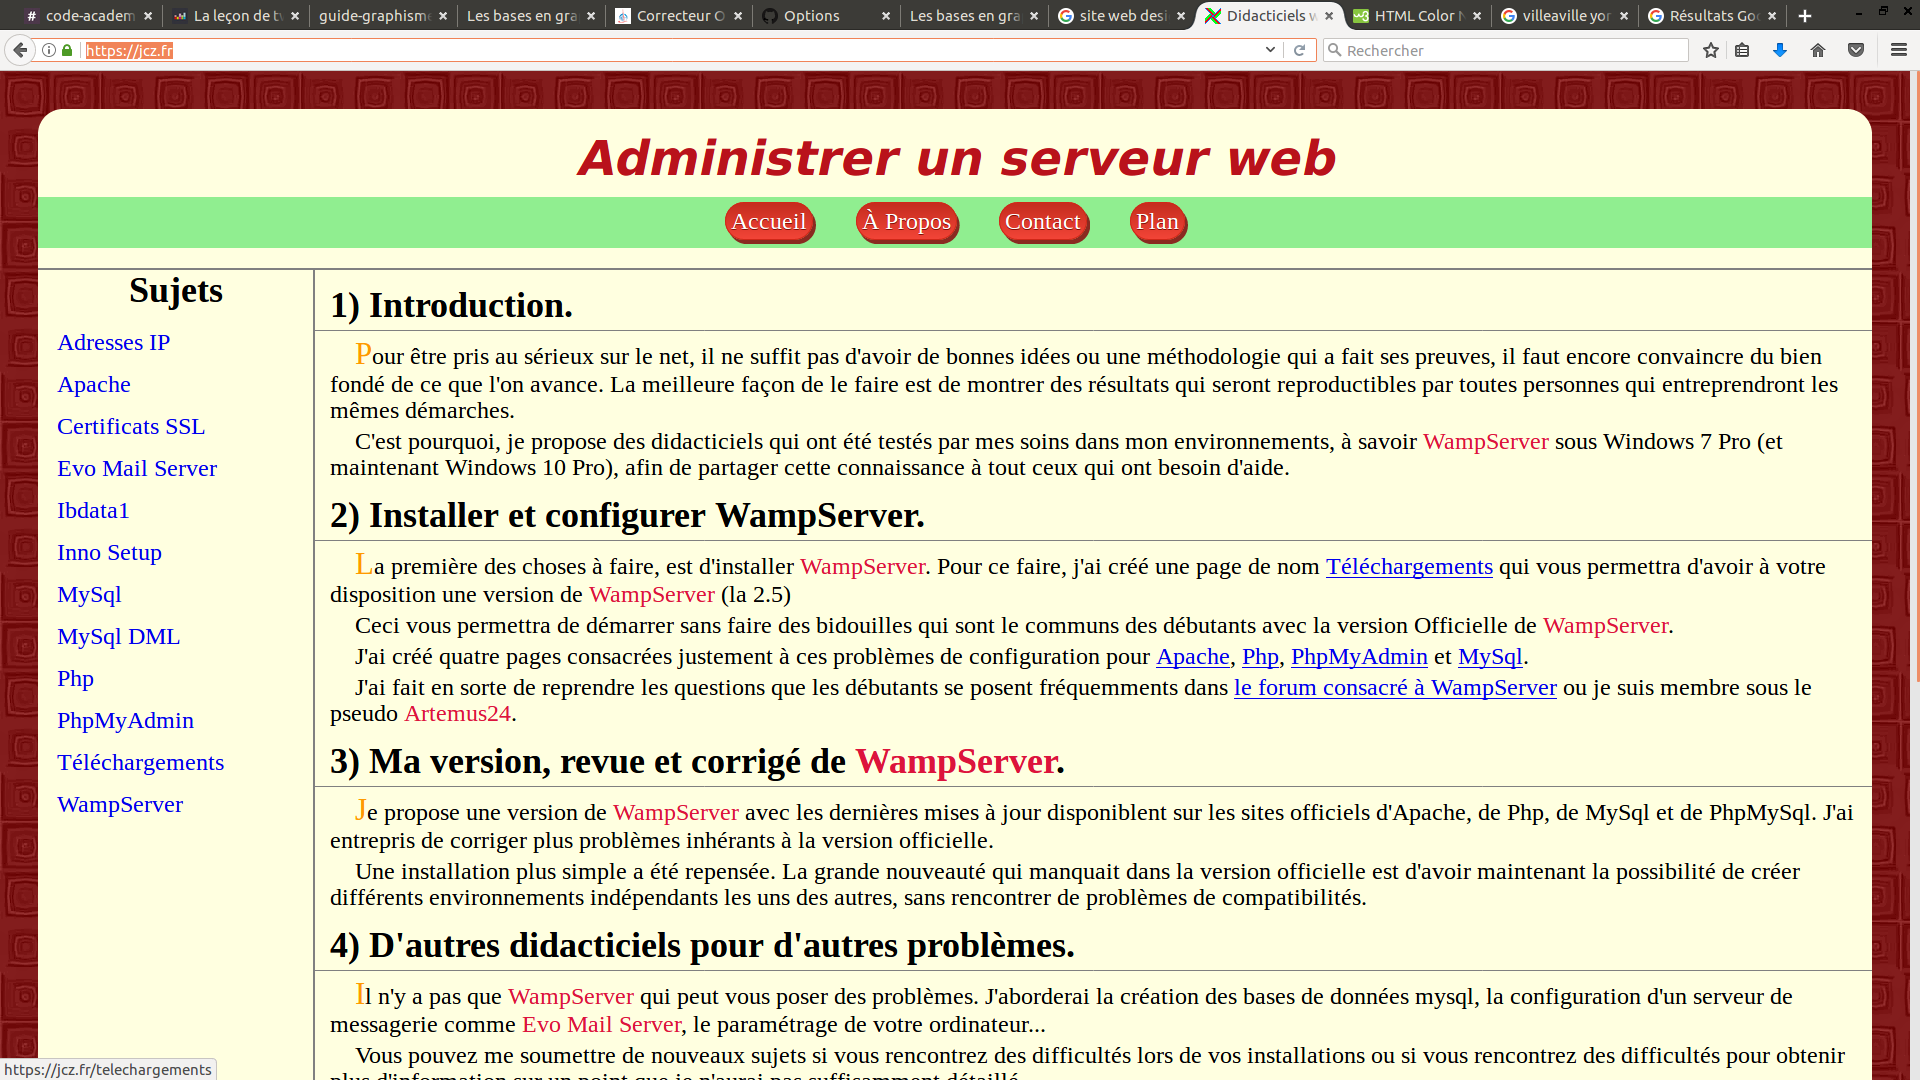 code-academ
La leçon de tv
guide-graphisme
Les bases en gra
Correcteur O
Options
Les bases en gra
site web desi
Didacticiels w
HTML Color N
villeaville yor
Résultats Goo
https://jcz.fr
Rechercher
Administrer un serveur web
Accueil À Propos Contact Plan
Sujets
Adresses IP
Apache
Certificats SSL
Evo Mail Server
Ibdata1
Inno Setup
MySql
MySql DML
Php
PhpMyAdmin
Téléchargements
WampServer
1) Introduction.
Pour être pris au sérieux sur le net, il ne suffit pas d'avoir de bonnes idées ou une méthodologie qui a fait ses preuves, il faut encore convaincre du bien
fondé de ce que l'on avance. La meilleure façon de le faire est de montrer des résultats qui seront reproductibles par toutes personnes qui entreprendront les
mêmes démarches.
C'est pourquoi, je propose des didacticiels qui ont été testés par mes soins dans mon environnements, à savoir WampServer sous Windows 7 Pro (et
maintenant Windows 10 Pro), afin de partager cette connaissance à tout ceux qui ont besoin d'aide.
2) Installer et configurer WampServer.
La première des choses à faire, est d'installer WampServer. Pour ce faire, j'ai créé une page de nom Téléchargements qui vous permettra d'avoir à votre
disposition une version de WampServer (la 2.5)
Ceci vous permettra de démarrer sans faire des bidouilles qui sont le communs des débutants avec la version Officielle de WampServer.
J'ai créé quatre pages consacrées justement à ces problèmes de configuration pour Apache, Php, PhpMyAdmin et MySql.
J'ai fait en sorte de reprendre les questions que les débutants se posent fréquemments dans le forum consacré à WampServer ou je suis membre sous le
pseudo Artemus24.
3) Ma version, revue et corrigé de WampServer.
Je propose une version de WampServer avec les dernières mises à jour disponiblent sur les sites officiels d'Apache, de Php, de MySql et de PhpMySql. J'ai
entrepris de corriger plus problèmes inhérants à la version officielle.
Une installation plus simple a été repensée. La grande nouveauté qui manquait dans la version officielle est d'avoir maintenant la possibilité de créer
différents environnements indépendants les uns des autres, sans rencontrer de problèmes de compatibilités.
4) D'autres didacticiels pour d'autres problèmes.
Il n'y a pas que WampServer qui peut vous poser des problèmes. J'aborderai la création des bases de données mysql, la configuration d'un serveur de
messagerie comme Evo Mail Server, le paramétrage de votre ordinateur...
Vous pouvez me soumettre de nouveaux sujets si vous rencontrez des difficultés lors de vos installations ou si vous rencontrez des difficultés pour obtenir
plus d'information sur un point que je n'aurai pas suffisamment détaillé.
https://jcz.fr/telechargements